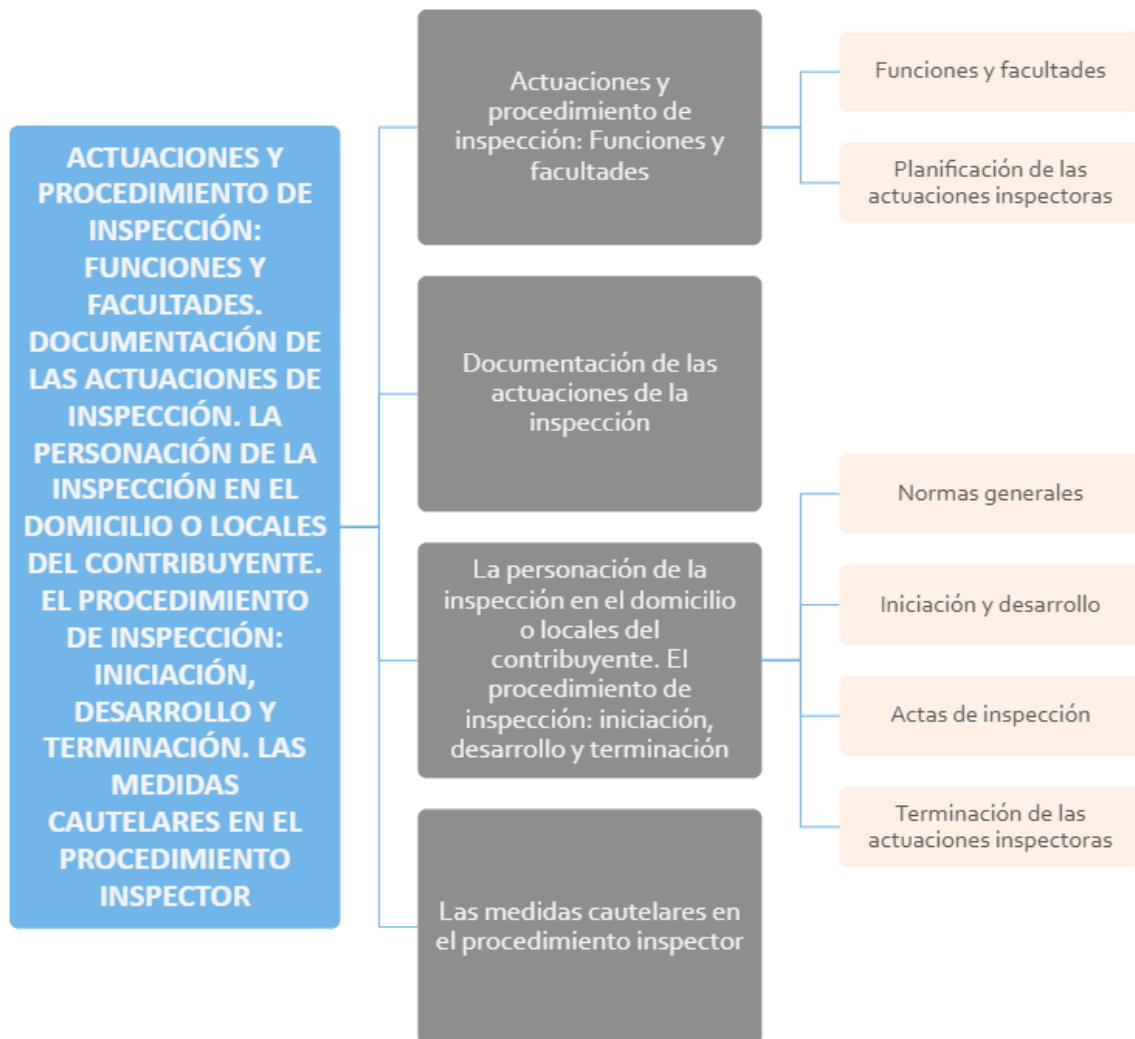 ACTUACIONES Y
PROCEDIMIENTO DE
INSPECCIÓN:
FUNCIONES Y
FACULTADES.
DOCUMENTACIÓN DE
LAS ACTUACIONES DE
INSPECCIÓN. LA
PERSONACIÓN DE LA
INSPECCIÓN EN EL
DOMICILIO O LOCALES
DEL CONTRIBUYENTE.
EL PROCEDIMIENTO
DE INSPECCIÓN:
INICIACIÓN,
DESARROLLO Y
TERMINACIÓN. LAS
MEDIDAS
CAUTELARES EN EL
PROCEDIMIENTO
INSPECTOR
Actuaciones y
procedimiento de
inspección: Funciones y
facultades
Funciones y facultades
Planificación de las
actuaciones inspectoras
Documentación de las
actuaciones de la
inspección
La personación de la
inspección en el domicilio
o locales del
contribuyente. El
procedimiento de
inspección: iniciación,
desarrollo y terminación
Normas generales
Iniciación y desarrollo
Actas de inspección
Terminación de las
actuaciones inspectoras
Las medidas cautelares en
el procedimiento inspector